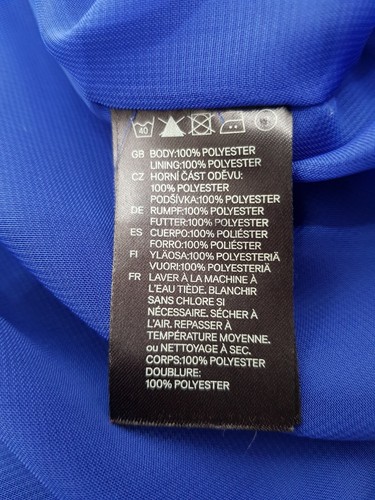 40
GB BODY:100% POLYESTER
LINING:100% POLYESTER
CZ HORNÍ ČÁST ODĚVU:
100% POLYESTER
PODŠÍVKA:100% POLYESTER
DE RUMPF:100% POLYESTER
FUTTER:100% POLYESTER
ES CUERPO:100% POLIÉSTER
FORRO:100% POLIÉSTER
FI YLÄOSA:100% POLYESTERIÄ
VUORI:100% POLYESTERIÄ
FR LAVER À LA MACHINE À
L'EAU TIÈDE. BLANCHIR
SANS CHLORE SI
NÉCESSAIRE. SÉCHER À
L'AIR. REPASSER À
TEMPÉRATURE MOYENNE.
ou NETTOYAGE À SEC.
CORPS:100% POLYESTER
DOUBLURE:
100% POLYESTER